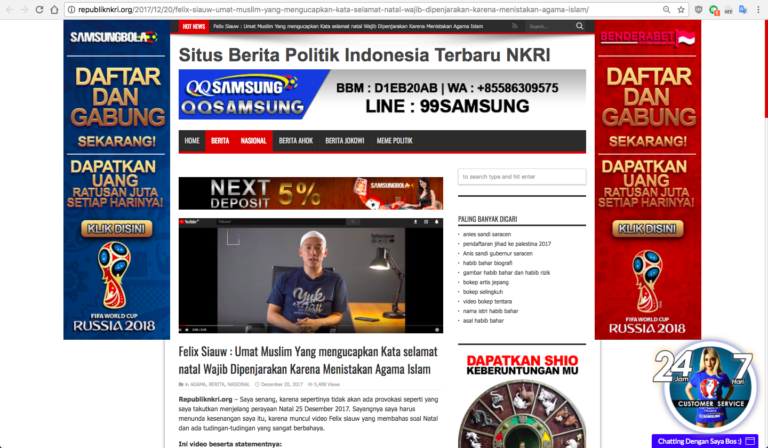 republiknkri.org/2017/12/20/felix-siauw-umat-muslim-yang-mengucapkan-kata-selamat-natal-wajib-dipenjarakan-karena-menistakan-agama-islam/
HOT NEWS
Felix Siauw : Umat Muslim Yang mengucapkan Kata selamat natal Wajib Dipenjarakan Karena Menistakan Agama Islam
Search
SAMSUNGBOLA
DAFTAR
DAN
GABUNG
SEKARANG!
DAPATKAN
UANG
RATUSAN JUTA
SETIAP HARINYA!
KLIK DISINI
FIFA WORLD CUP
RUSSIA 2018
Situs Berita Politik Indonesia Terbaru NKRI
QQSAMSUNG
QQSAMSUNG
BBM : D1EB20AB | WA : +85586309575
LINE : 99SAMSUNG
HOME
BERITA
NASIONAL
BERITA AHOK
BERITA JOKOWI
MEME POLITIK
NEXT
DEPOSIT
5%
SAMSUNGBOLA
YouTube
Yuk
Felix Siauw : Umat Muslim Yang mengucapkan Kata selamat
natal Wajib Dipenjarakan Karena Menistakan Agama Islam
In AGAMA, BERITA, NASIONAL
December 20, 2017
5,458 Views
Republiknkri.org – Saya senang, karena sepertinya tidak akan ada provokasi seperti yang
saya takutkan menjelang perayaan Natal 25 Desember 2017. Sayangnya saya harus
menunda kesenangan saya itu, karena muncul video Felix siauw yang membahas soal Natal
dan ada tudingan-tudingan yang sangat berbahaya.
Ini video beserta statementnya:
to search type and hit enter
PALING BANYAK DICARI
anies sandi saracen
pendaftaran jihad ke palestina 2017
Anis sandi gubernur saracen
habib bahar biografi
gambar habib bahar dan habib rizik
bokep artis jepang
bokep selingkuh
video bokep tentara
nama istri habib bahar
asal habib bahar
DAPATKAN SHIO
KEBERUNTUNGAN MU
BENDERABET
DAFTAR
DAN
GABUNG
SEKARANG!
DAPATKAN
UANG
RATUSAN JUTA
SETIAP HARINYA!
KLIK DISINI
FIFA WORLD CUP
RUSSIA 2018
24 Jam
7 Hari
CUSTOMER SERVICE
Chatting Dengan Saya Bos :)